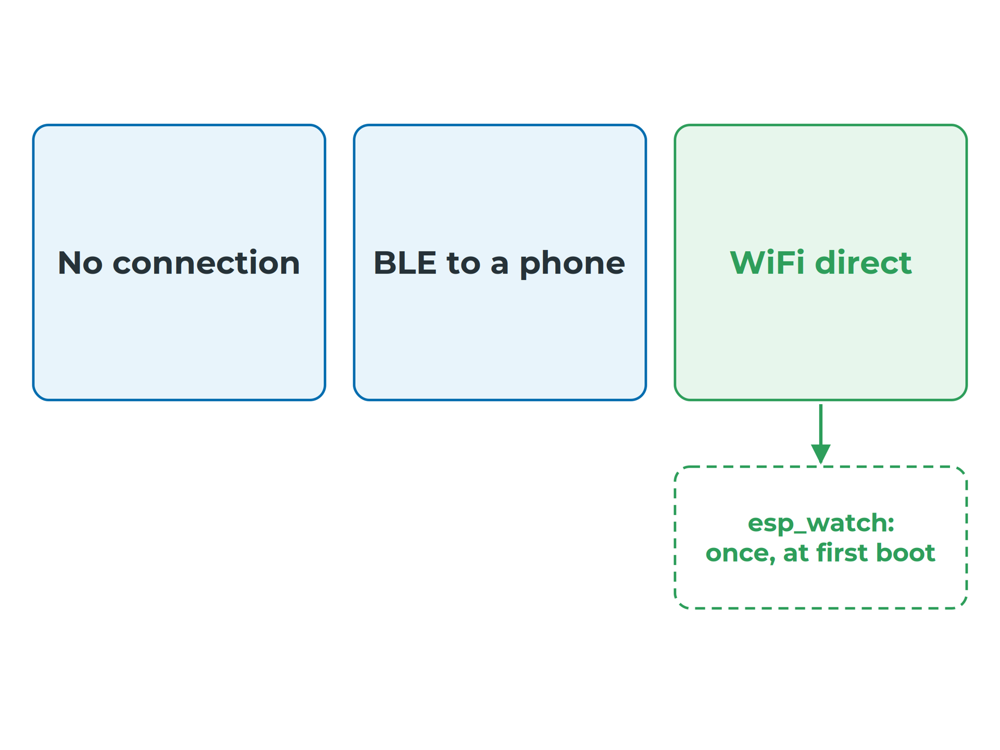 No connection
BLE to a phone
WiFi direct
esp_watch:
once, at first boot